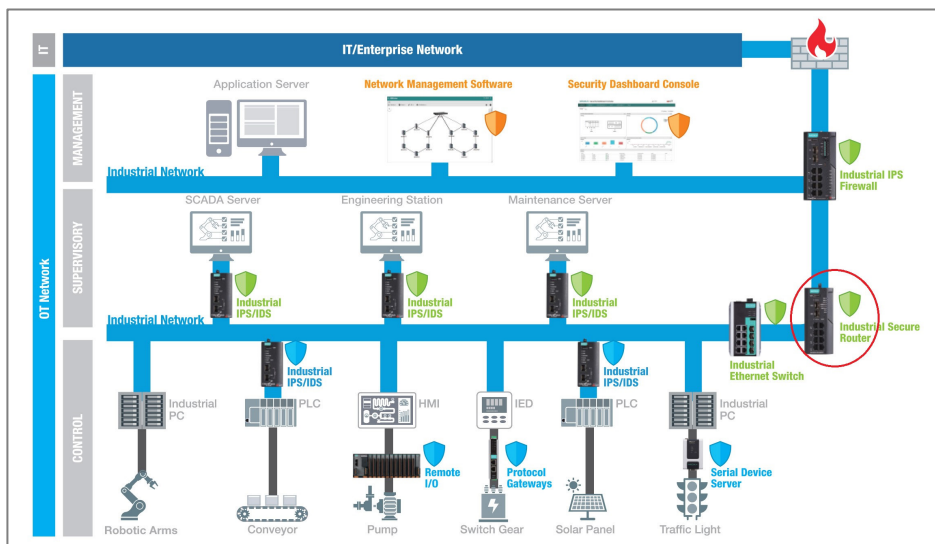 IT
IT/Enterprise Network
OT Network
MANAGEMENT
Application Server
Network Management Software
Security Dashboard Console
Industrial Network
Industrial IPS
Firewall
SUPERVISORY
SCADA Server
Engineering Station
Maintenance Server
Industrial
IPS/IDS
Industrial
IPS/IDS
Industrial
IPS/IDS
Industrial Secure
Router
Industrial Network
Industrial
Ethernet Switch
CONTROL
Industrial
PC
PLC
Industrial
IPS/IDS
HMI
IED
PLC
Industrial
IPS/IDS
Industrial
PC
Remote
I/O
Protocol
Gateways
Serial Device
Server
Robotic Arms
Conveyor
Pump
Switch Gear
Solar Panel
Traffic Light